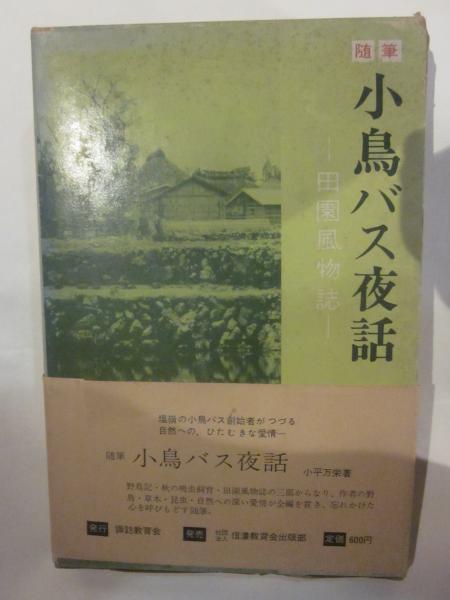 随筆
小鳥バス夜話
―田園風物誌―
塩嶺の小鳥バス創始者がつづる
自然への、ひたむきな愛情―
随筆 小鳥バス夜話 小平万栄著
野鳥記・秋の鳴虫飼育・田園風物誌の三部からなり、作者の野
鳥・草木・昆虫・自然への深い愛情が全編を貫き、忘れかけた
心を呼びもどす随筆。
発行 諏訪教育会 発売 社団法人 信濃教育会出版部 定価 600円